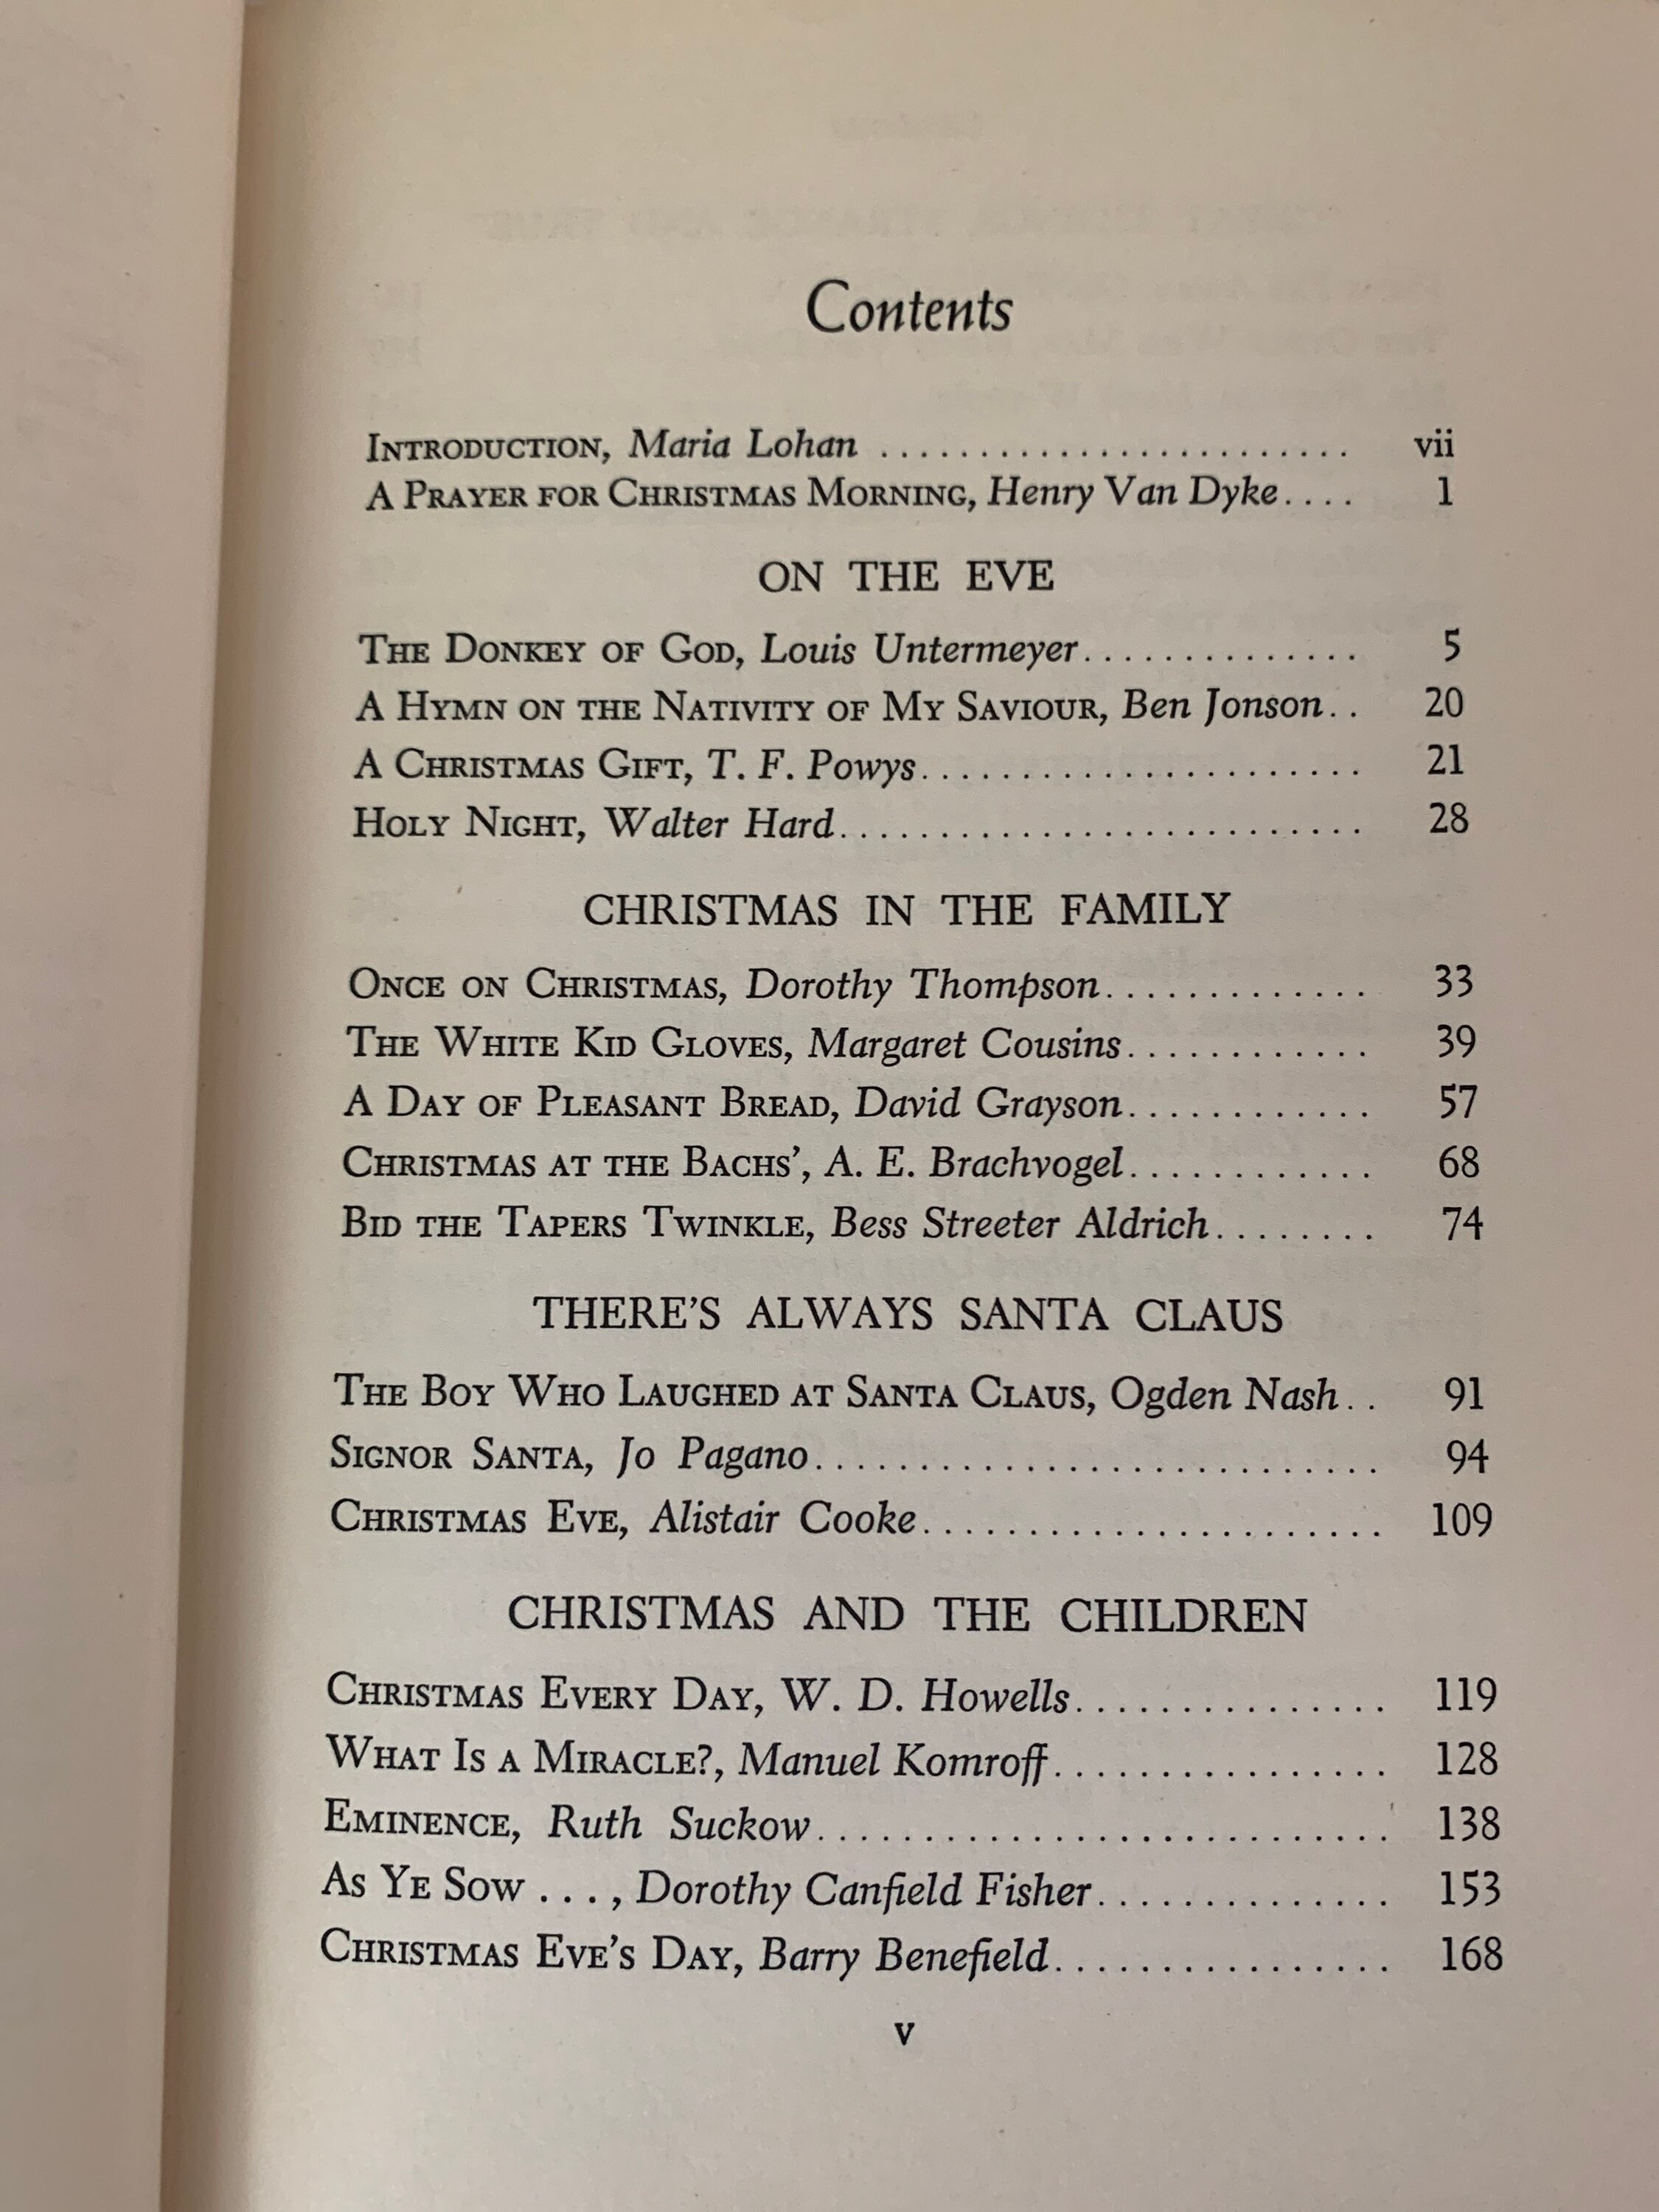 Contents
Introduction, Maria Lohan ........................ vii
A Prayer for Christmas Morning, Henry Van Dyke.... 1
ON THE EVE
The Donkey of God, Louis Untermeyer.............. 5
A Hymn on the Nativity of My Saviour, Ben Jonson.. 20
A Christmas Gift, T. F. Powys....................... 21
Holy Night, Walter Hard........................... 28
CHRISTMAS IN THE FAMILY
Once on Christmas, Dorothy Thompson............. 33
The White Kid Gloves, Margaret Cousins............ 39
A Day of Pleasant Bread, David Grayson............ 57
Christmas at the Bachs', A. E. Brachvogel............ 68
Bid the Tapers Twinkle, Bess Streeter Aldrich........ 74
THERE'S ALWAYS SANTA CLAUS
The Boy Who Laughed at Santa Claus, Ogden Nash.. 91
Signor Santa, Jo Pagano............................ 94
Christmas Eve, Alistair Cooke....................... 109
CHRISTMAS AND THE CHILDREN
Christmas Every Day, W. D. Howells............... 119
What Is a Miracle?, Manuel Komroff................ 128
Eminence, Ruth Suckow........................... 138
As Ye Sow ..., Dorothy Canfield Fisher.............. 153
Christmas Eve's Day, Barry Benefield................ 168
v